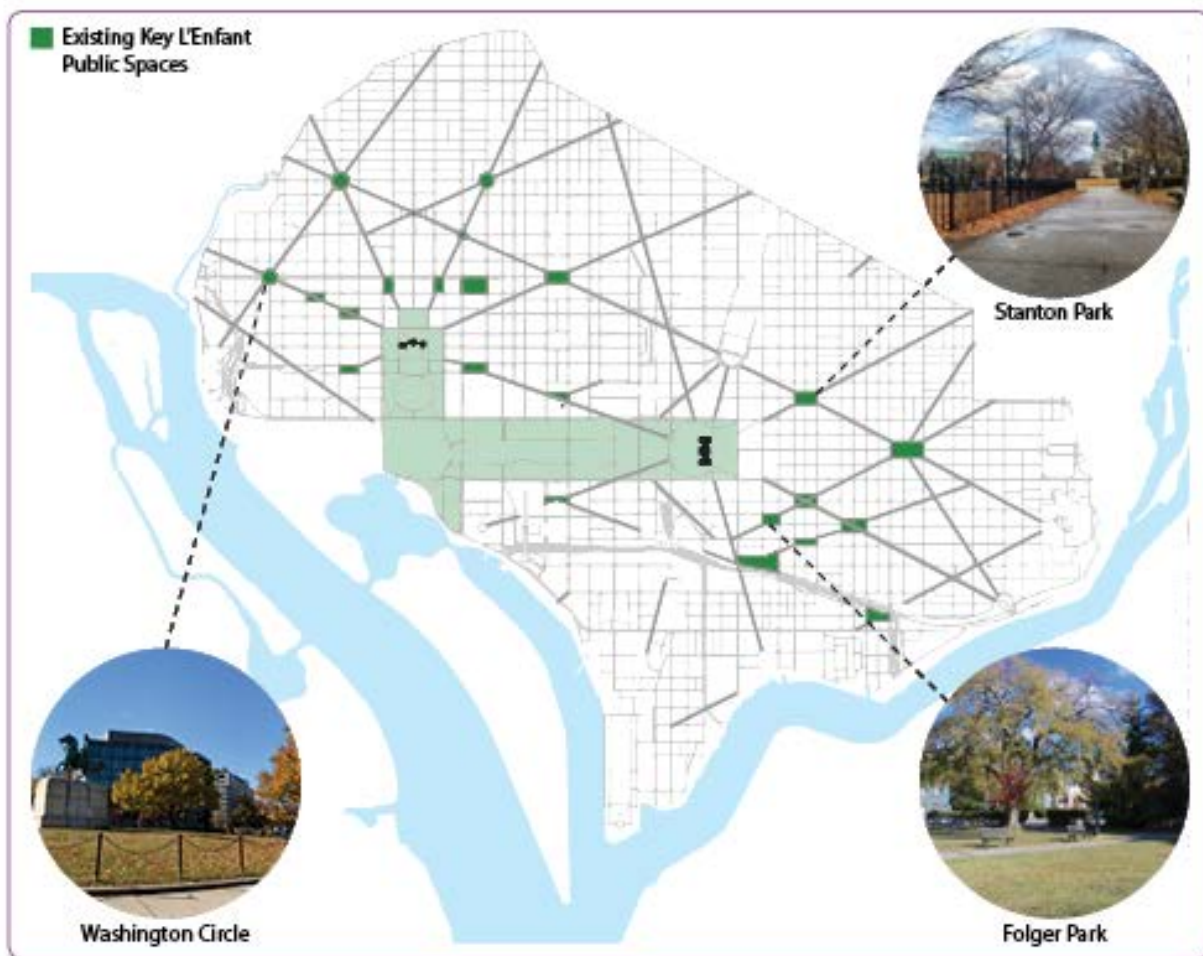 Existing Key L'Enfant
Public Spaces
Stanton Park
Washington Circle
Folger Park